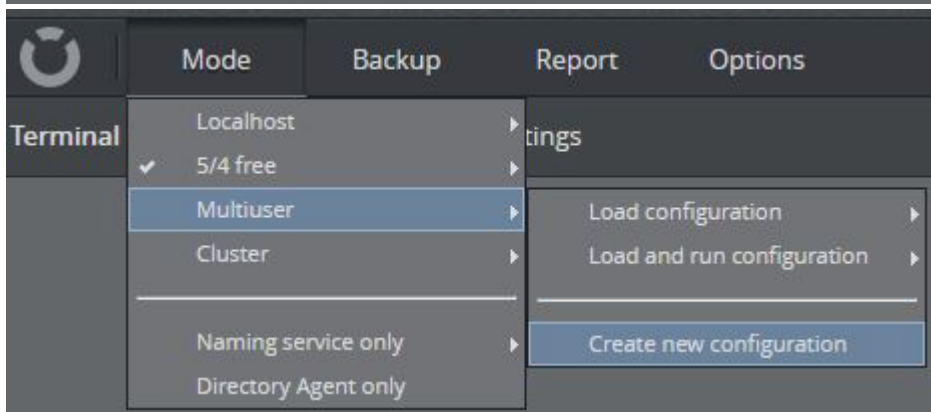 Mode Backup Report Options
Terminal tings
Localhost
5/4 free
Multiuser
Cluster
Naming service only
Directory Agent only
Load configuration
Load and run configuration
Create new configuration